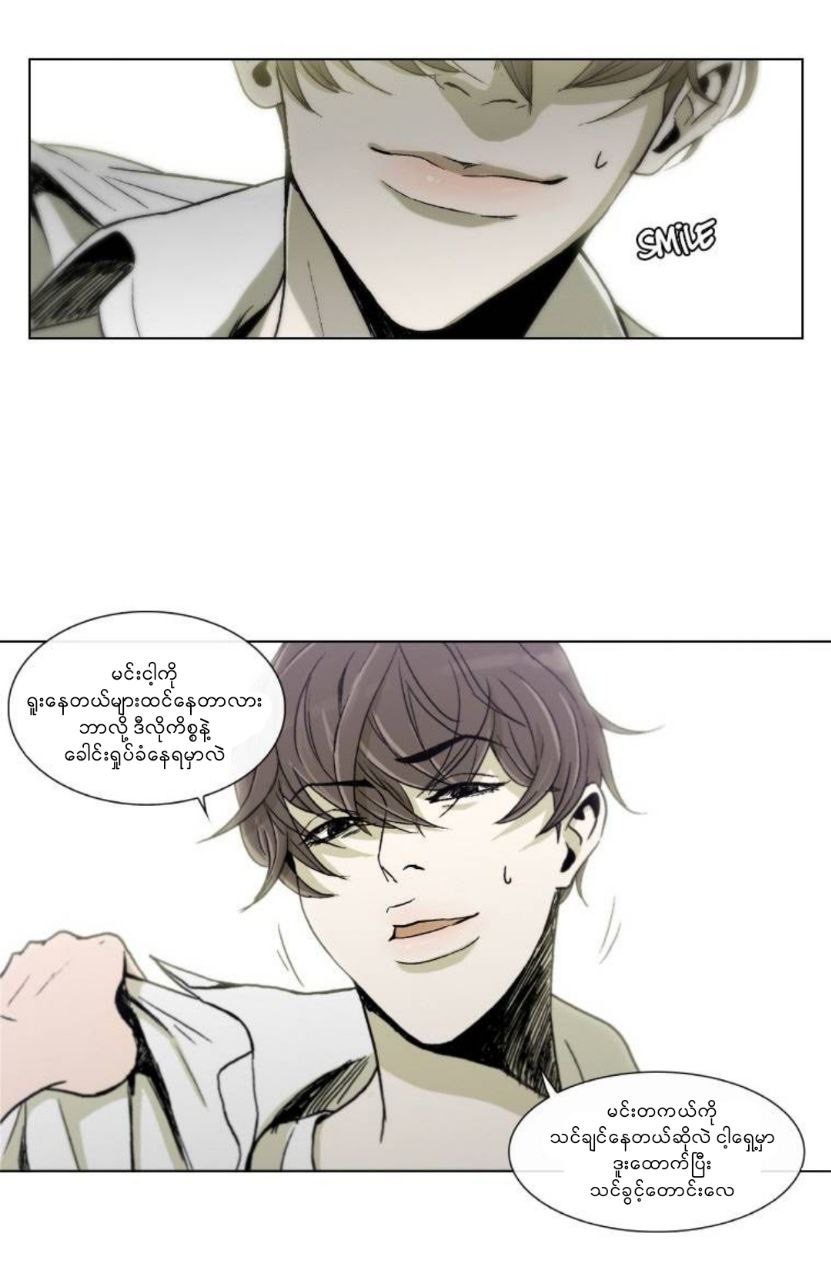 SMILE
မင်းငါ့ကို
ရူးနေတယ်များထင်နေတာလား
ဘာလို့ ဒီလိုကိစ္စနဲ့
ခေါင်းရှုပ်ခံနေရမှာလဲ
မင်းတကယ်ကို
သင်ချင်နေတယ်ဆိုလဲ ငါ့ရှေ့မှာ
ဒူးထောက်ပြီး
သင်ခွင့်တောင်းလေ